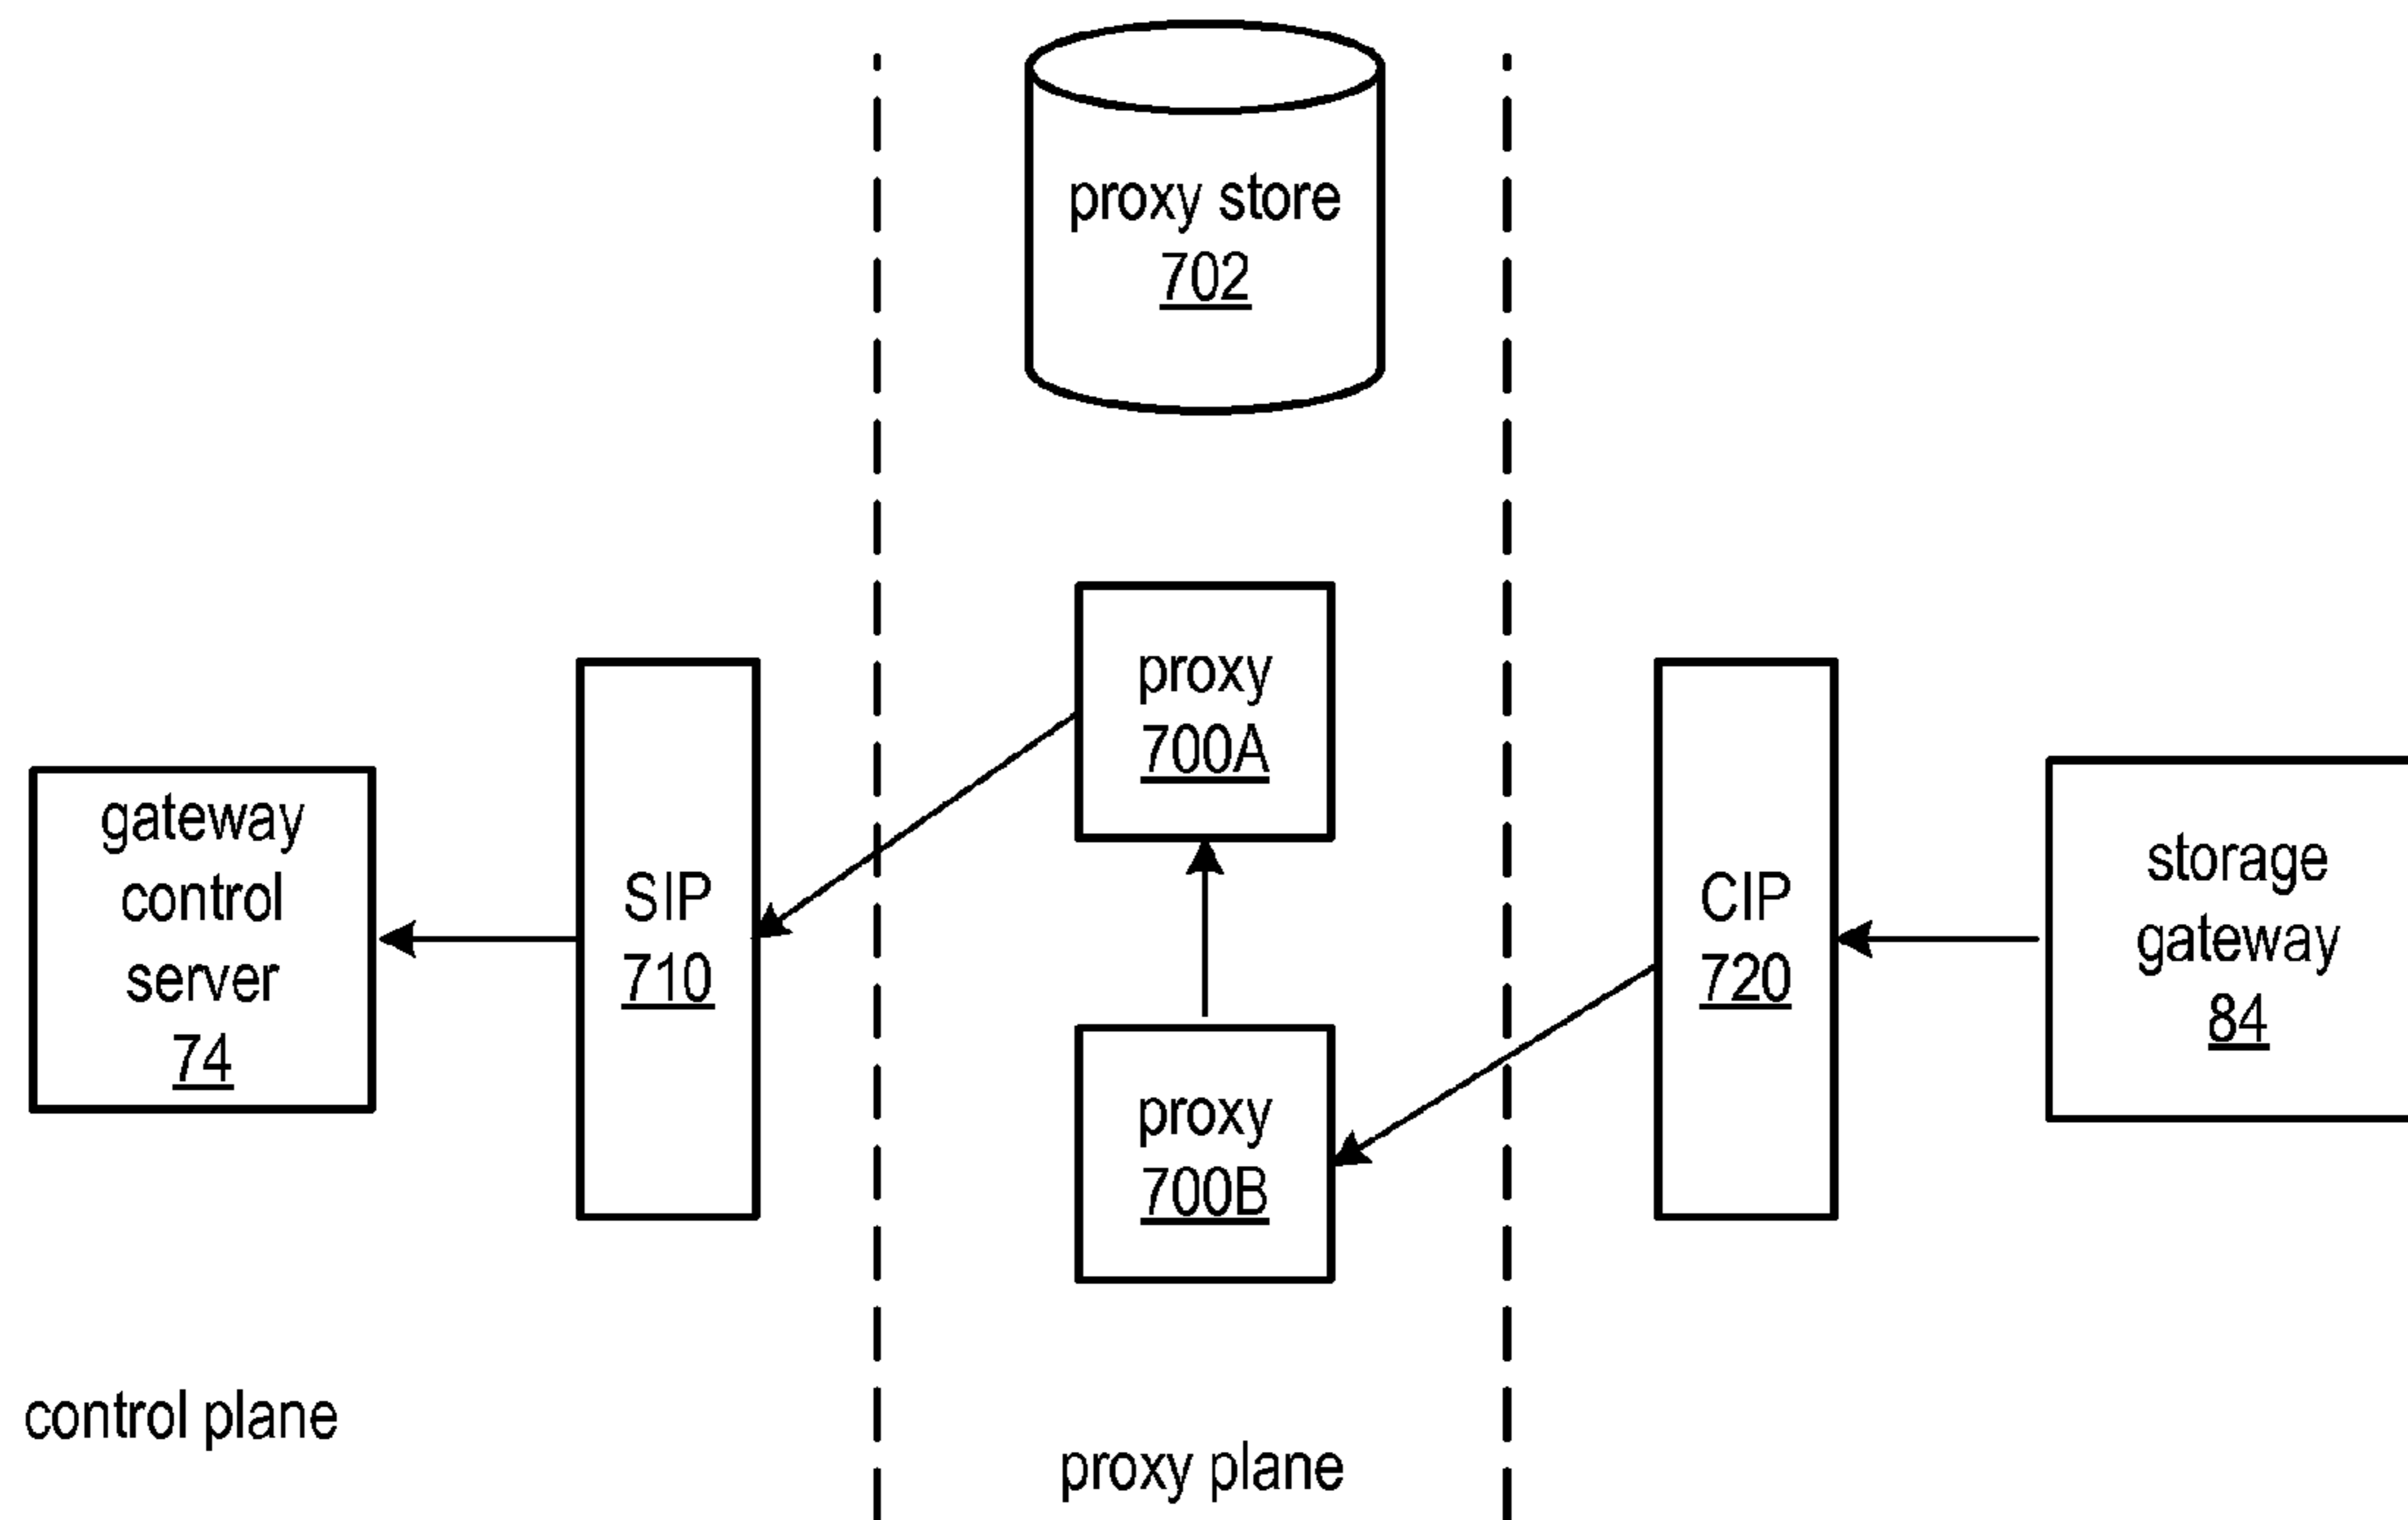 proxy store
702
proxy
700A
gateway
control
server
74
SIP
710
CIP
720
storage
gateway
84
proxy
700B
control plane
proxy plane